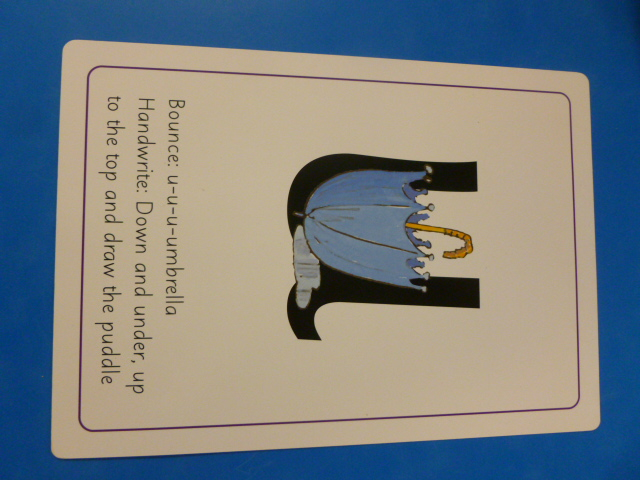 u
Bounce: u-u-u-umbrella
Handwrite: Down and under, up
to the top and draw the puddle